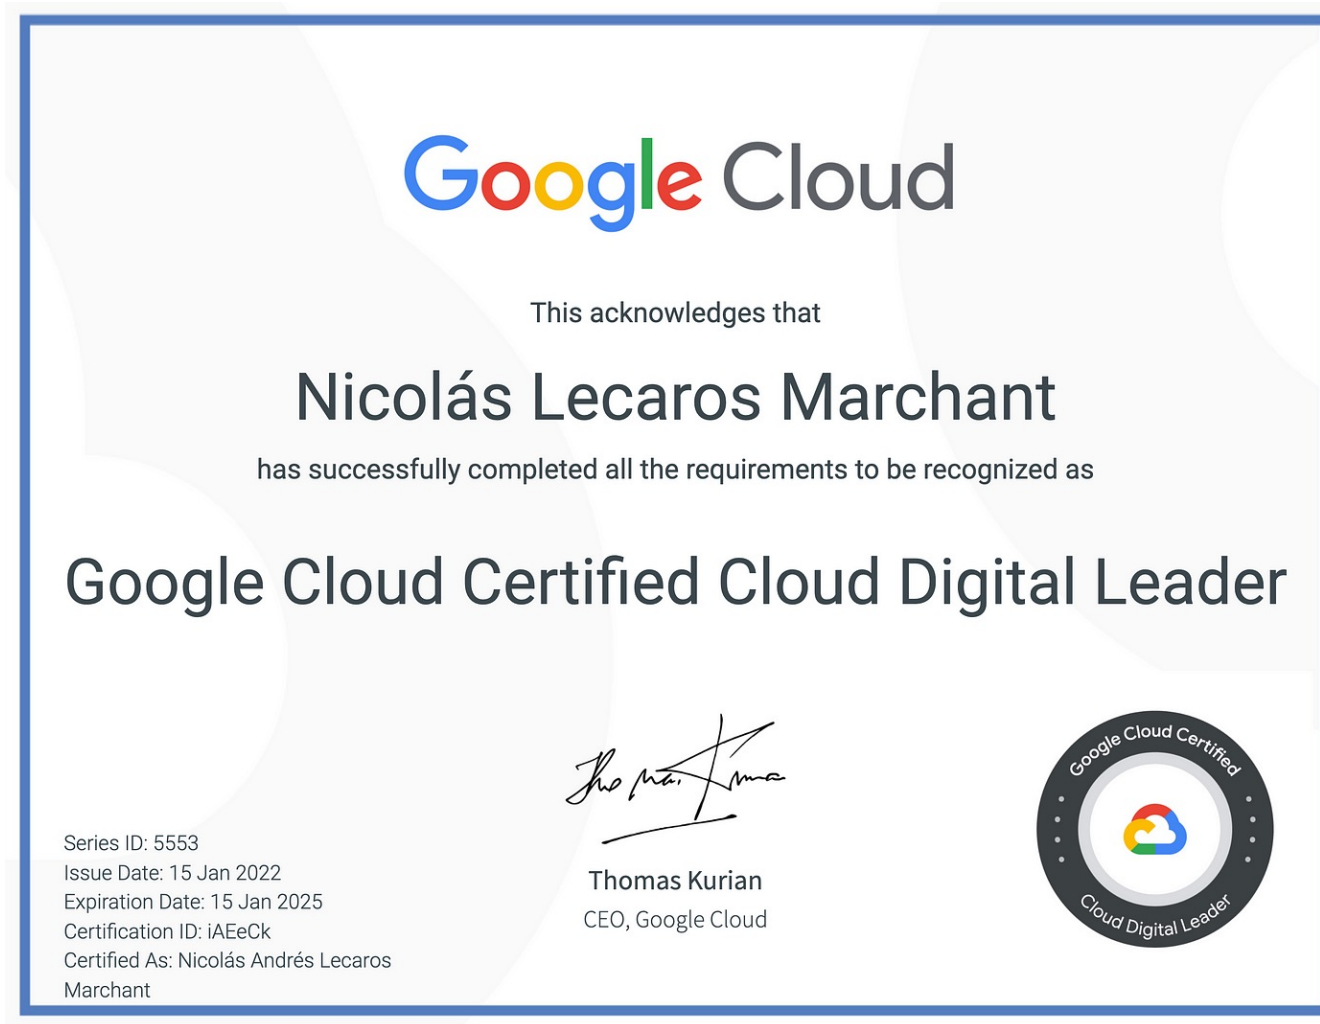 Google Cloud
This acknowledges that
Nicolás Lecaros Marchant
has successfully completed all the requirements to be recognized as
Google Cloud Certified Cloud Digital Leader
Thomas Kurian
CEO, Google Cloud
Series ID: 5553
Issue Date: 15 Jan 2022
Expiration Date: 15 Jan 2025
Certification ID: iAEeCk
Certified As: Nicolás Andrés Lecaros
Marchant
Google Cloud Certified
Cloud Digital Leader